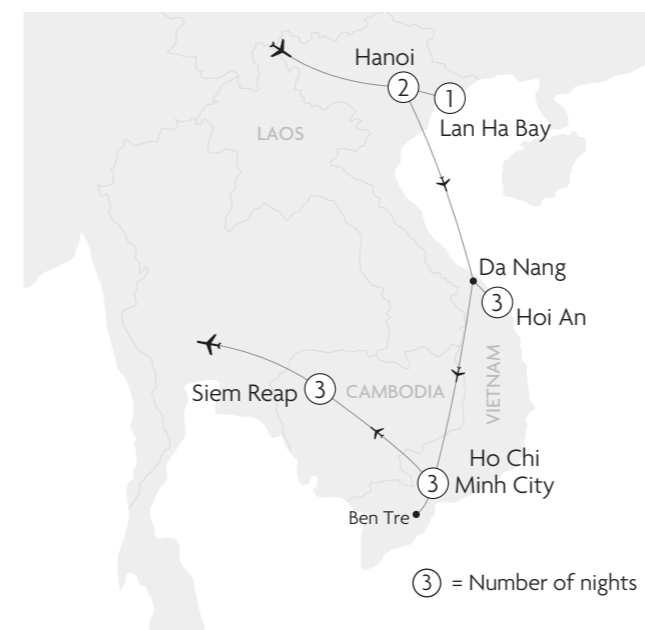 Hanoi
2
1
Lan Ha Bay
LAOS
Da Nang
3
Hoi An
VIETNAM
Siem Reap
3
CAMBODIA
Ho Chi
3
Minh City
Ben Tre
3 = Number of nights